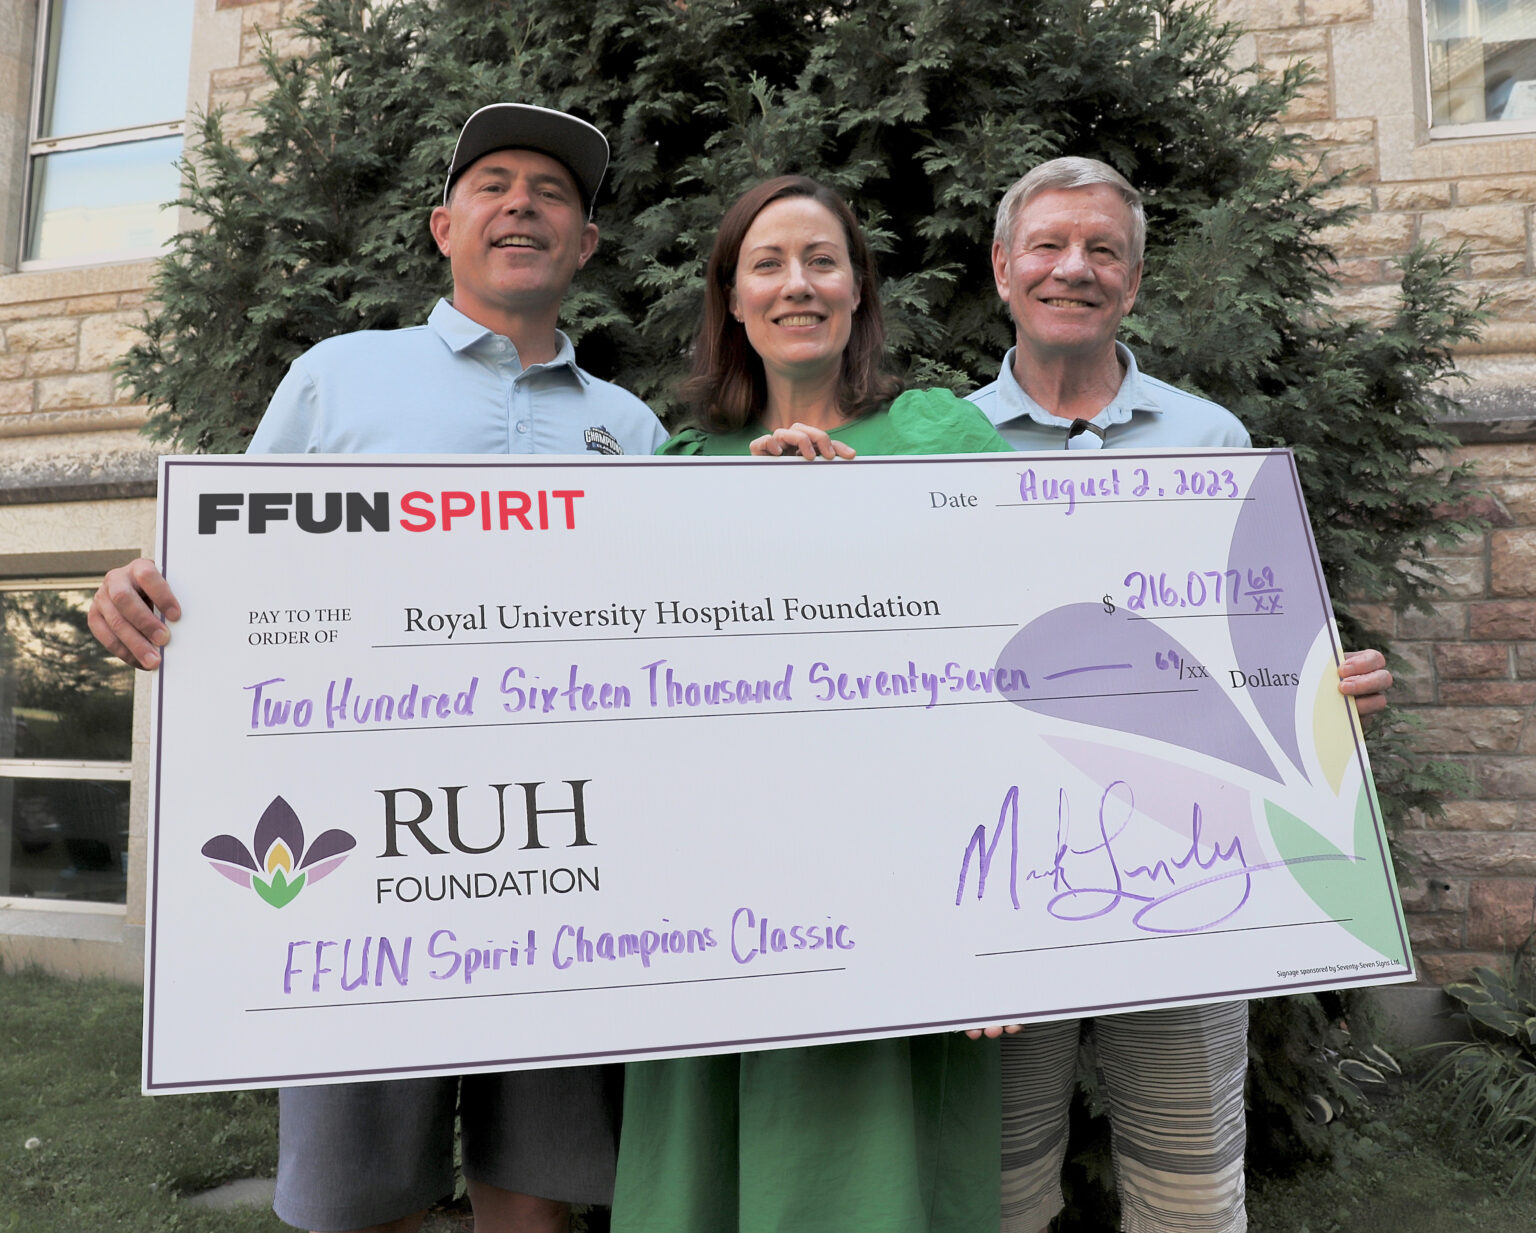 CHAMPIONS
FFUN SPIRIT
Date August 2, 2023
PAY TO THE
ORDER OF
Royal University Hospital Foundation
$ 216,077 69/xx
Two Hundred Sixteen Thousand Seventy-Seven — 69/xx Dollars
RUH
FOUNDATION
FFUN Spirit Champions Classic
Signage sponsored by Seventy-Seven Signs Ltd.